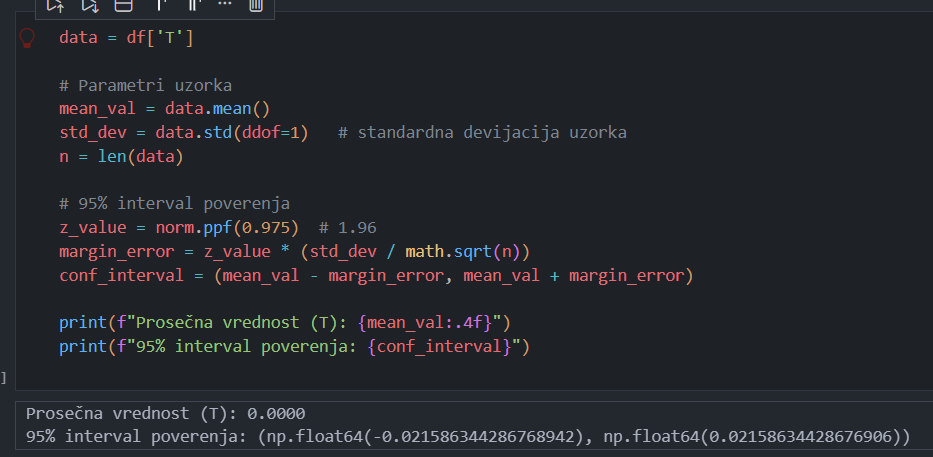 data = df['T']
# Parametri uzorka
mean_val = data.mean()
std_dev = data.std(ddof=1)   # standardna devijacija uzorka
n = len(data)
# 95% interval poverenja
z_value = norm.ppf(0.975)  # 1.96
margin_error = z_value * (std_dev / math.sqrt(n))
conf_interval = (mean_val - margin_error, mean_val + margin_error)
print(f"Prosečna vrednost (T): {mean_val:.4f}")
print(f"95% interval poverenja: {conf_interval}")
]
Prosečna vrednost (T): 0.0000
95% interval poverenja: (np.float64(-0.021586344286768942), np.float64(0.02158634428676906))